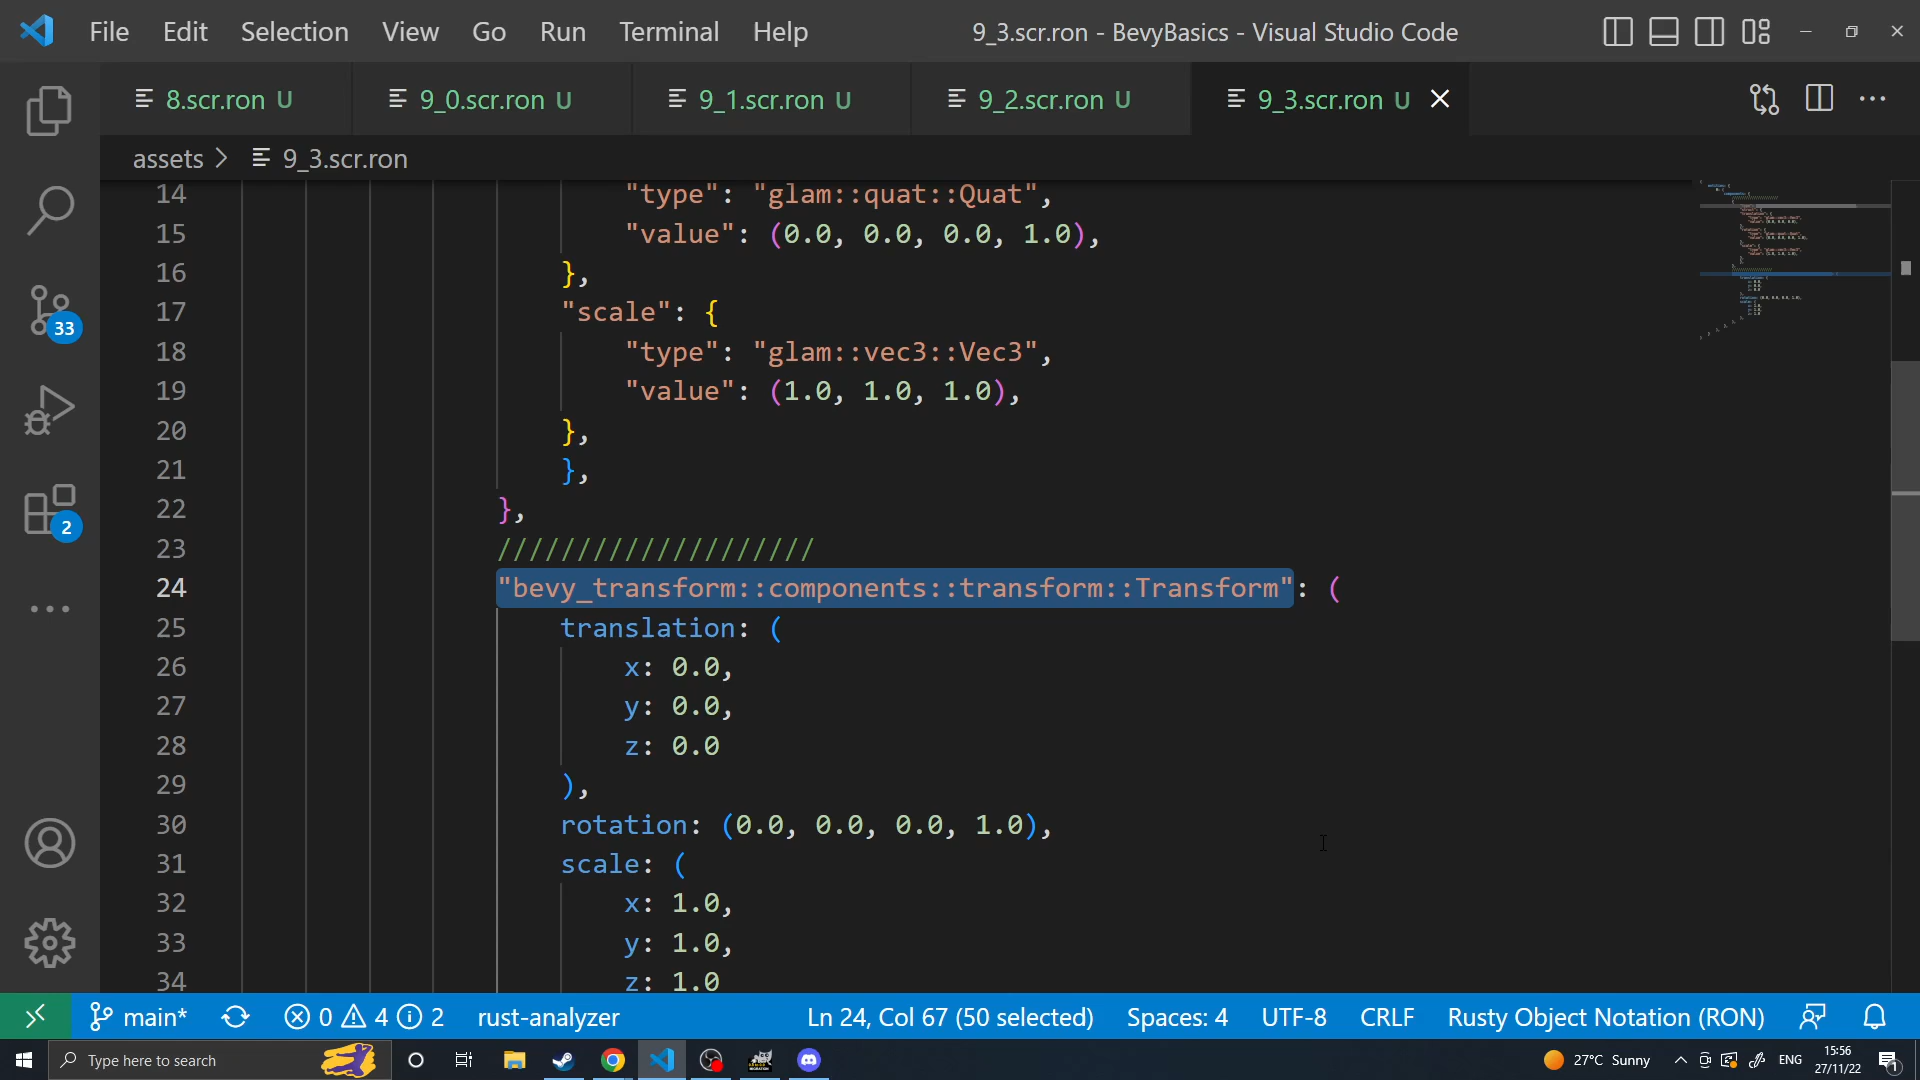 File Edit Selection View Go Run Terminal Help 9_3.scr.ron - BevyBasics - Visual Studio Code
8.scr.ron U 9_0.scr.ron U 9_1.scr.ron U 9_2.scr.ron U 9_3.scr.ron U
assets > 9_3.scr.ron
14 "type": "glam::quat::Quat",
15 "value": (0.0, 0.0, 0.0, 1.0),
16 },
17 "scale": {
18 "type": "glam::vec3::Vec3",
19 "value": (1.0, 1.0, 1.0),
20 },
21 },
22 },
23 ////////////////////
24 "bevy_transform::components::transform::Transform": (
25 translation: (
26 x: 0.0,
27 y: 0.0,
28 z: 0.0
29 ),
30 rotation: (0.0, 0.0, 0.0, 1.0),
31 scale: (
32 x: 1.0,
33 y: 1.0,
34 z: 1.0
33
2
main* 0 4 2 rust-analyzer Ln 24, Col 67 (50 selected) Spaces: 4 UTF-8 CRLF Rusty Object Notation (RON)
Type here to search 27°C Sunny ENG 15:56
27/11/22 1